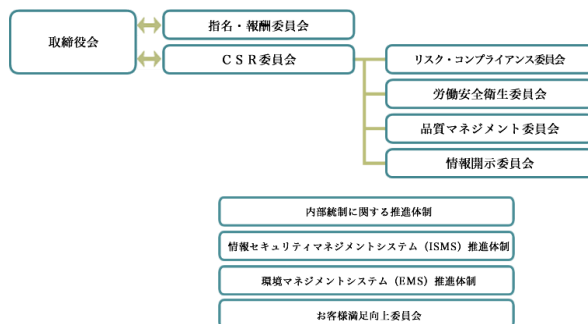 取締役会
指名・報酬委員会
ＣＳＲ委員会
リスク・コンプライアンス委員会
労働安全衛生委員会
品質マネジメント委員会
情報開示委員会
内部統制に関する推進体制
情報セキュリティマネジメントシステム（ISMS）推進体制
環境マネジメントシステム（EMS）推進体制
お客様満足向上委員会